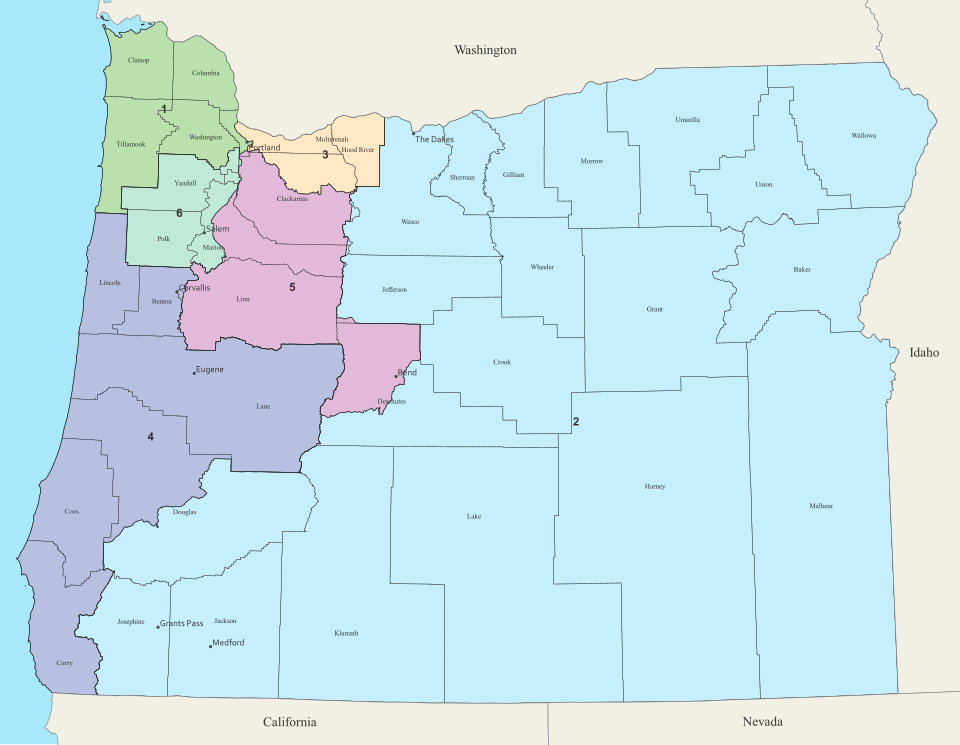 Washington
Clatsop
Columbia
1
Umatilla
Wallowa
Tillamook
Washington
Multnomah
Portland
3
Hood River
The Dalles
Morrow
Sherman
Gilliam
Union
Yamhill
Clackamas
6
Polk
Salem
Marion
Wasco
Baker
Wheeler
Lincoln
Benton
Corvallis
Linn
5
Jefferson
Grant
Idaho
Eugene
Bend
Crook
Lane
Deschutes
2
4
Coos
Douglas
Lake
Harney
Malheur
Josephine
Grants Pass
Jackson
Medford
Klamath
Curry
California
Nevada